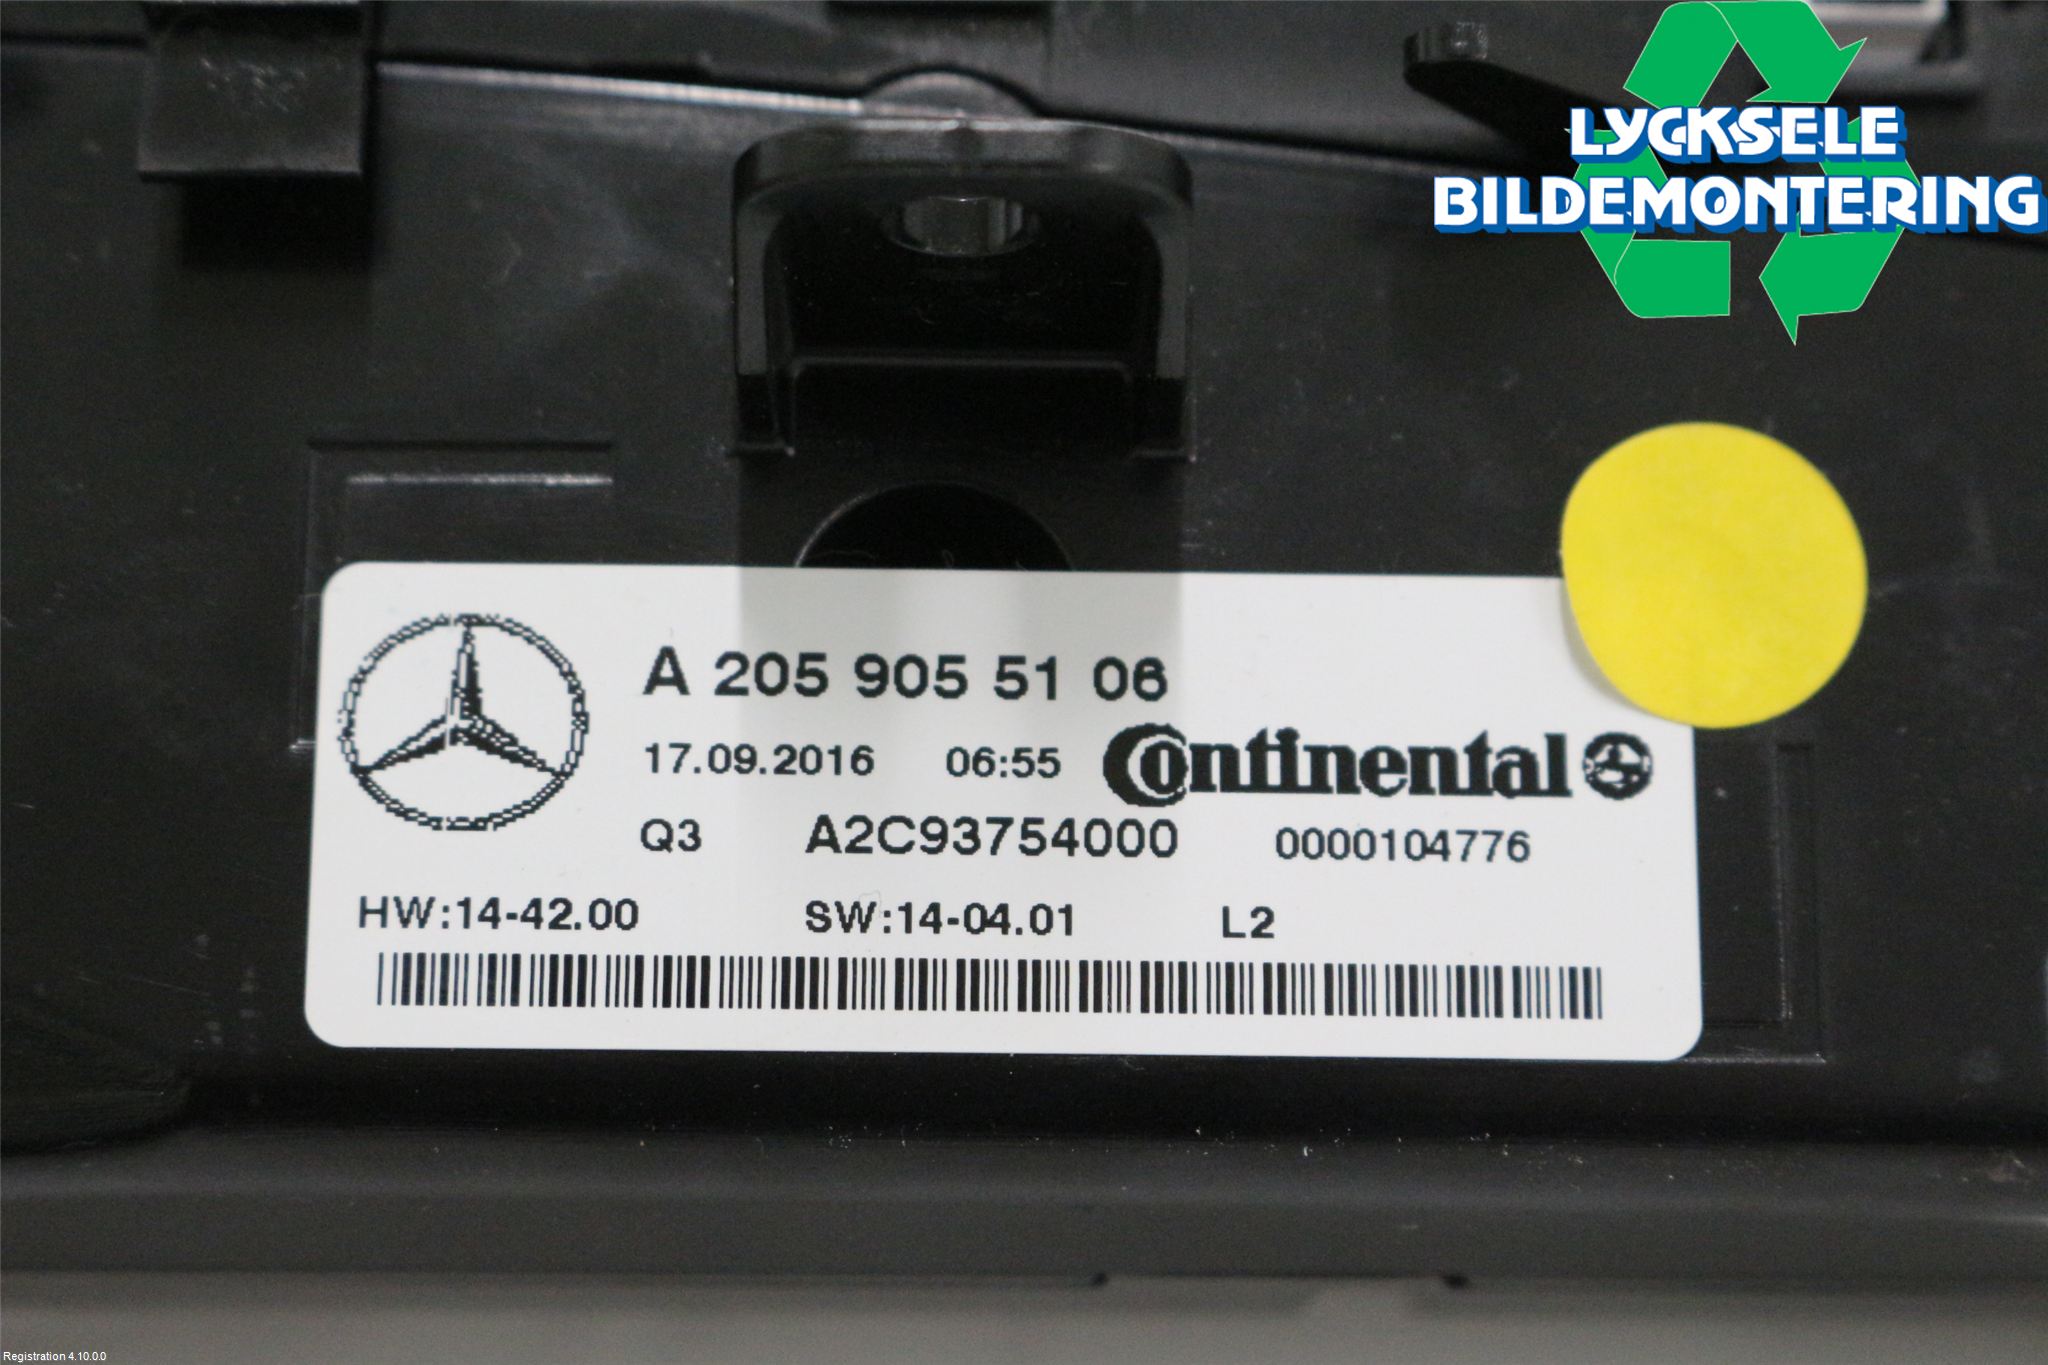 LYCKSELE
BILDEMONTERING
A 205 905 51 06
17.09.2016 06:55 Continental
Q3 A2C93754000 0000104776
HW:14-42.00 SW:14-04.01 L2
Registration 4.10.0.0